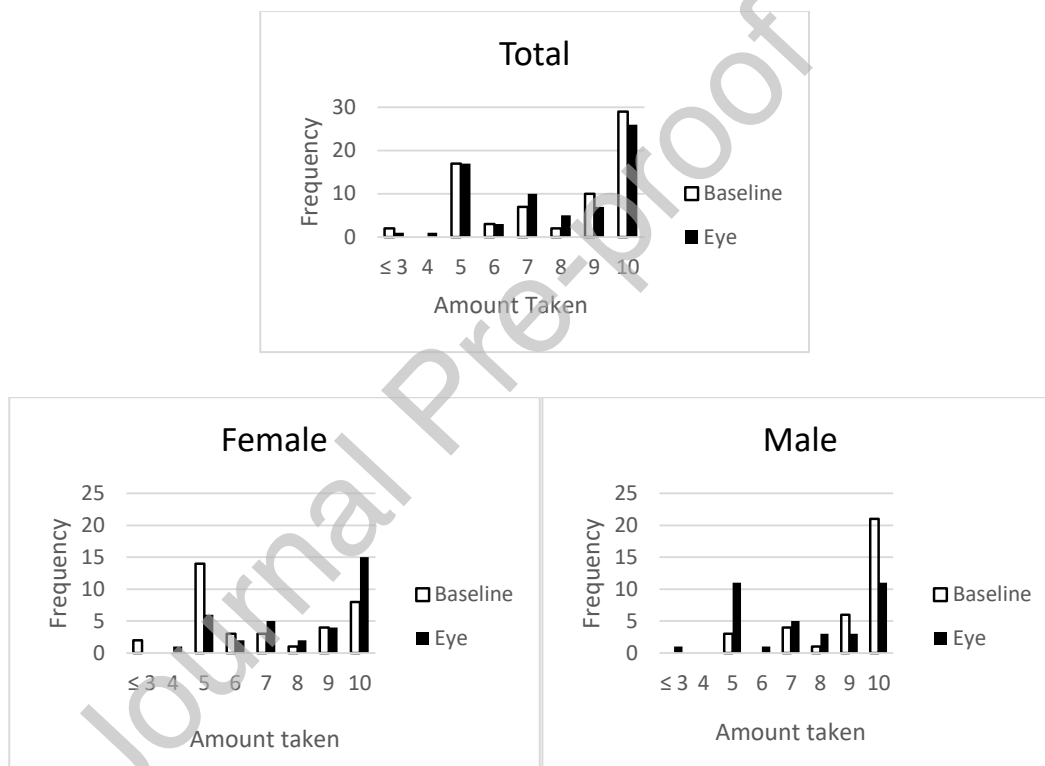 Total
30
20
10
0
Frequency
≤ 3 4 5 6 7 8 9 10
Amount Taken
Baseline
Eye
Female
25
20
15
10
5
0
Frequency
≤ 3 4 5 6 7 8 9 10
Amount taken
Baseline
Eye
Male
25
20
15
10
5
0
Frequency
≤ 3 4 5 6 7 8 9 10
Amount taken
Baseline
Eye
Journal Pre-proof